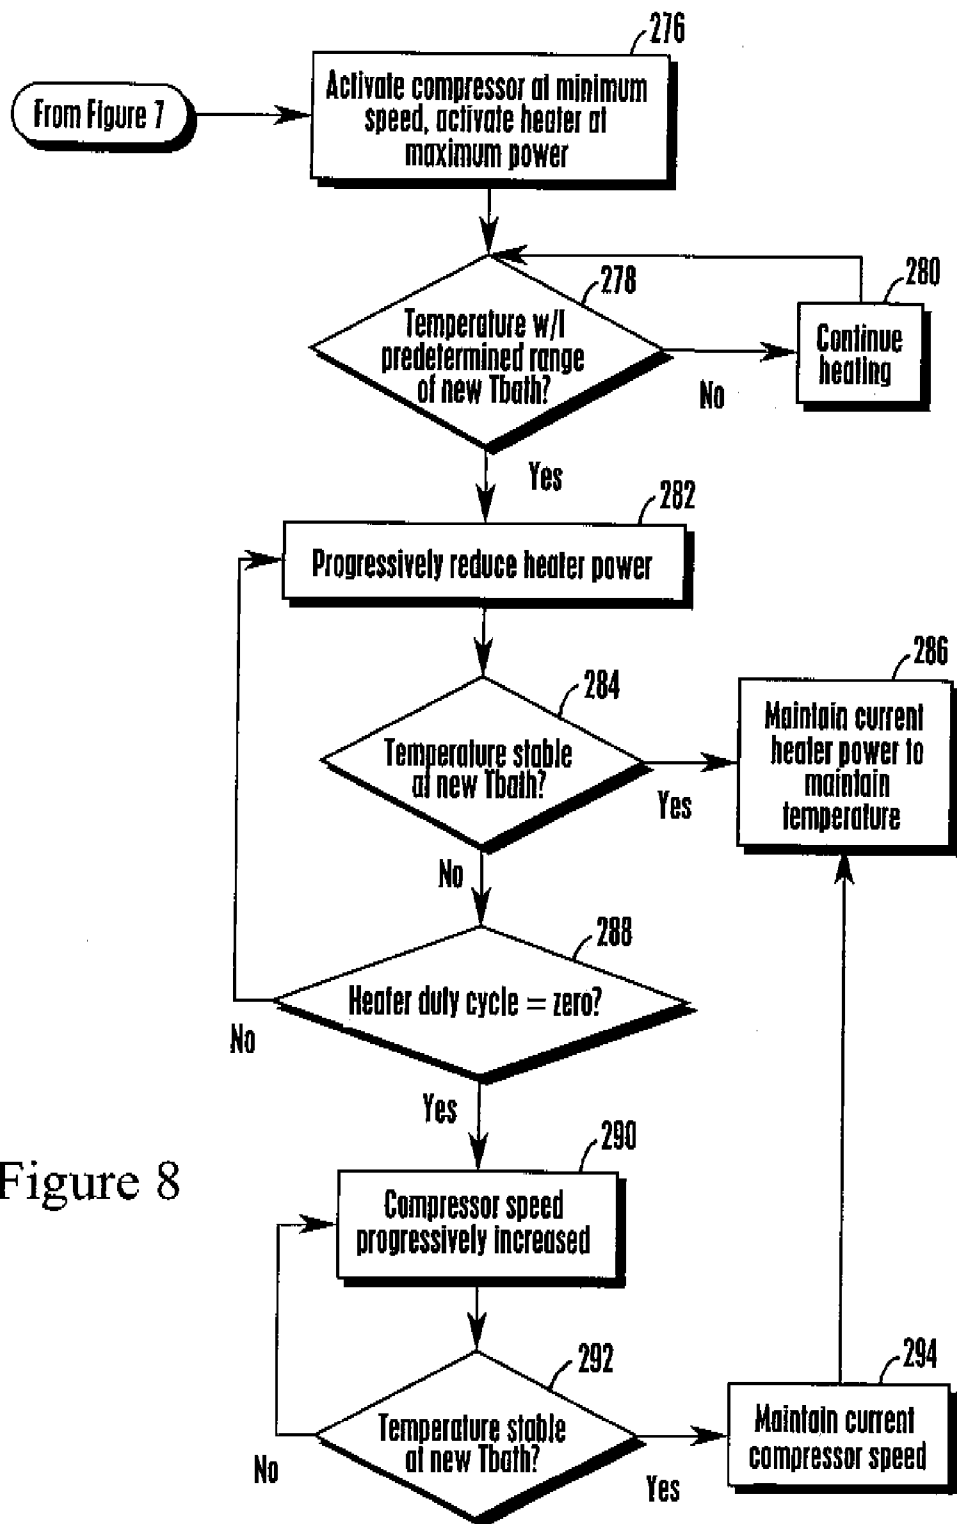 276
Activate compressor at minimum
speed, activate heater at
maximum power
From Figure 7
278
Temperature w/I
predetermined range
of new Tbath?
280
Continue
heating
No
Yes
282
Progressively reduce heater power
284
Temperature stable
at new Tbath?
Yes
286
Maintain current
heater power to
maintain
temperature
No
288
Heater duty cycle = zero?
No
Yes
290
Compressor speed
progressively increased
Figure 8
292
Temperature stable
at new Tbath?
No
Yes
294
Maintain current
compressor speed